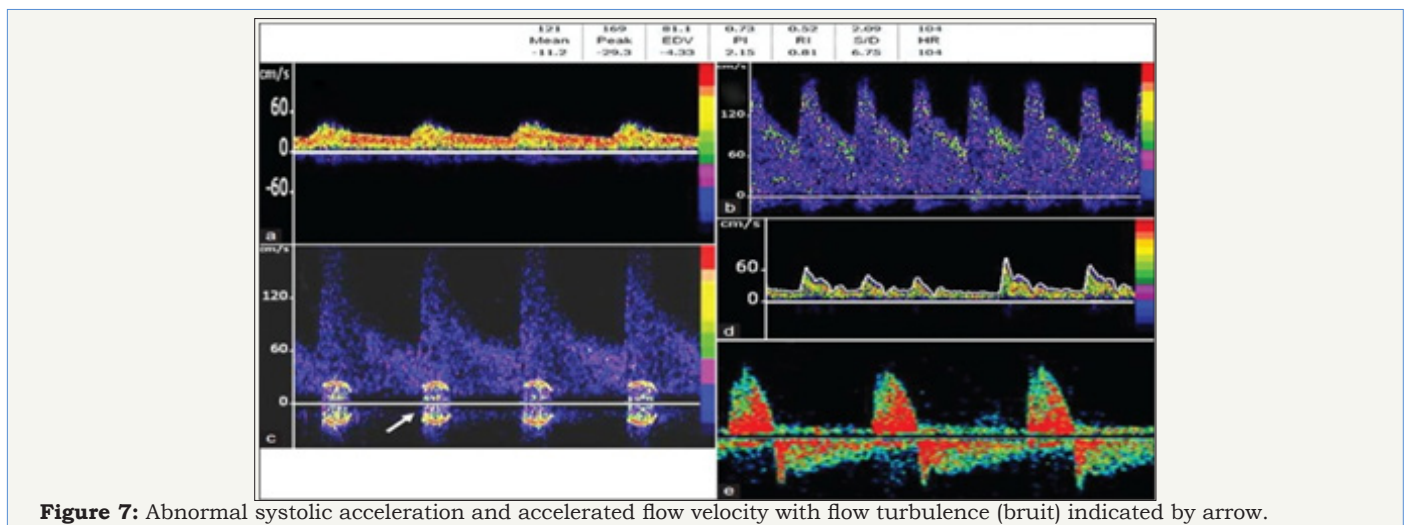 121 169 81.1 0.73 0.52 2.09 104
Mean Peak EDV PI RI S/D HR
-11.2 -29.3 -4.33 2.15 0.81 6.75 104
cm/s
60
0
-60
a
120
60
0
b
cm/s
120
60
0
c
cm/s
60
0
d
e
Figure 7: Abnormal systolic acceleration and accelerated flow velocity with flow turbulence (bruit) indicated by arrow.